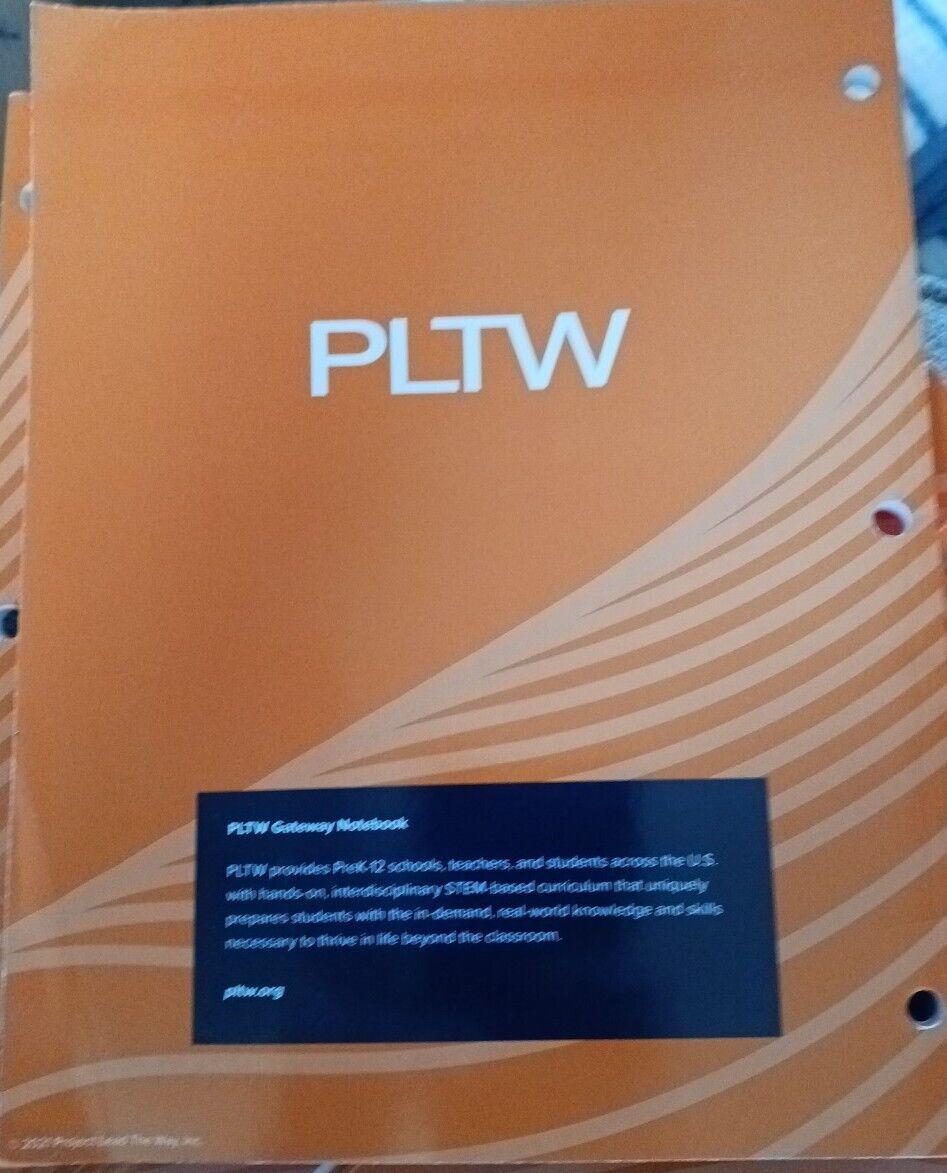 PLTW
PLTW Gateway Notebook
PLTW provides PreK-12 schools, teachers, and students across the U.S.
with hands-on, interdisciplinary STEM-based curriculum that uniquely
prepares students with the in-demand, real-world knowledge and skills
necessary to thrive in life beyond the classroom.
pltw.org
© 2021 Project Lead The Way, Inc.